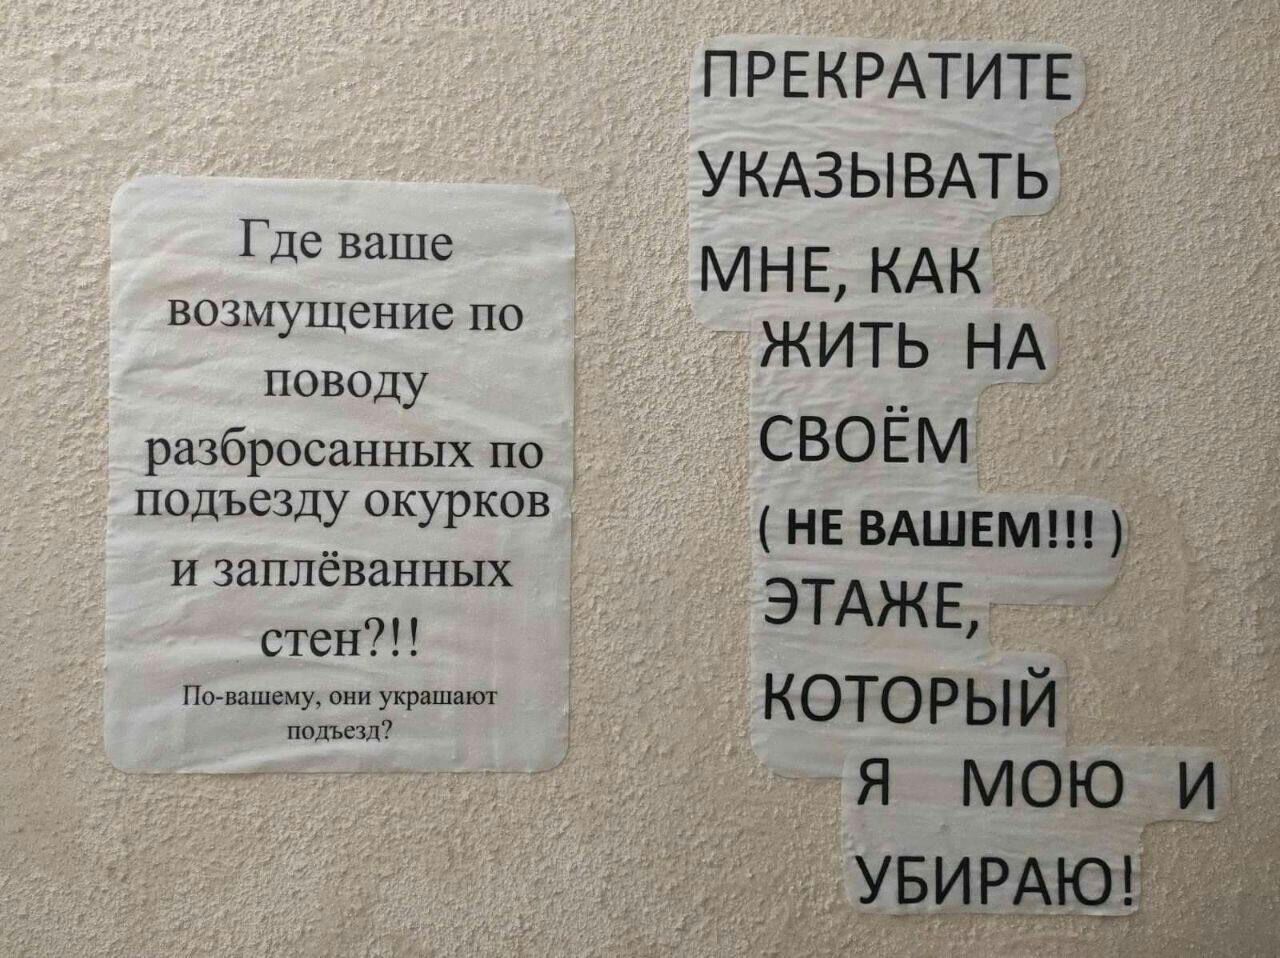 Где ваше
возмущение по
поводу
разбросанных по
подъезду окурков
и заплёванных
стен?!!
По-вашему, они украшают
подъезд?
ПРЕКРАТИТЕ
УКАЗЫВАТЬ
МНЕ, КАК
ЖИТЬ НА
СВОЁМ
( НЕ ВАШЕМ!!! )
ЭТАЖЕ,
КОТОРЫЙ
Я МОЮ И
УБИРАЮ!